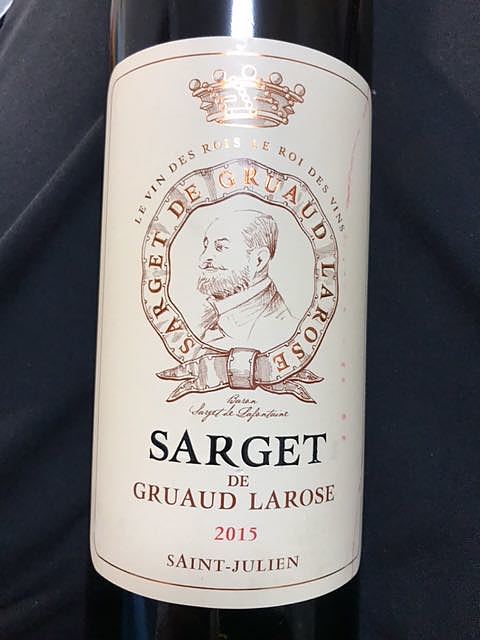 LE VIN DES ROIS LE ROI DES VINS
SARGET DE GRUAUD LAROSE
Baron
Sarget de Lafontaine
SARGET
DE
GRUAUD LAROSE
2015
SAINT-JULIEN